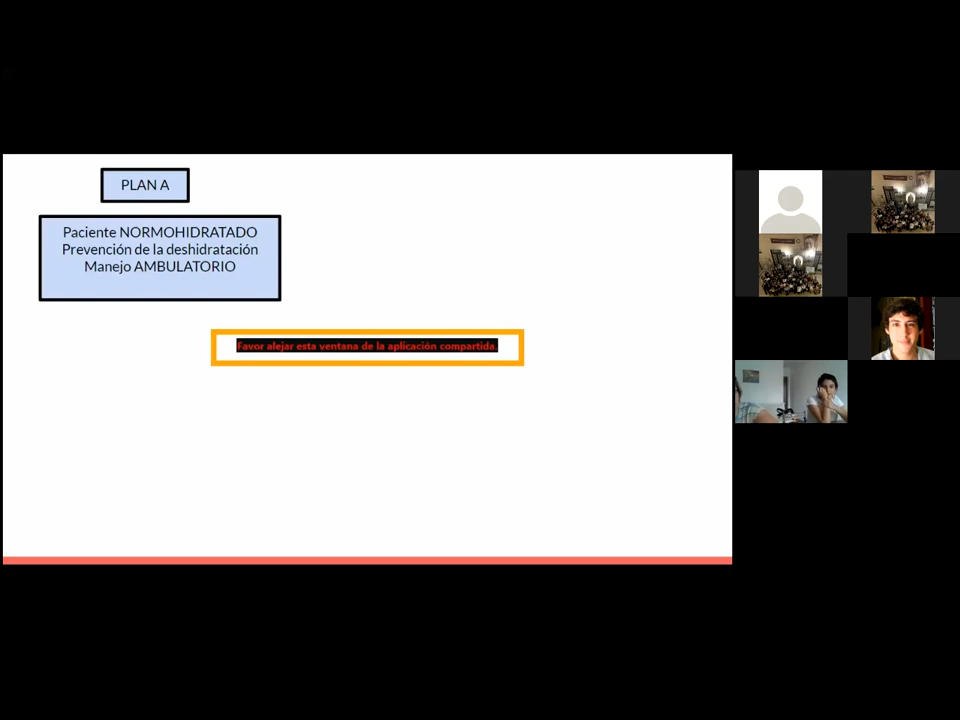 PLAN A
Paciente NORMOHIDRATADO
Prevención de la deshidratación
Manejo AMBULATORIO
Favor alejar esta ventana de la aplicación compartida.